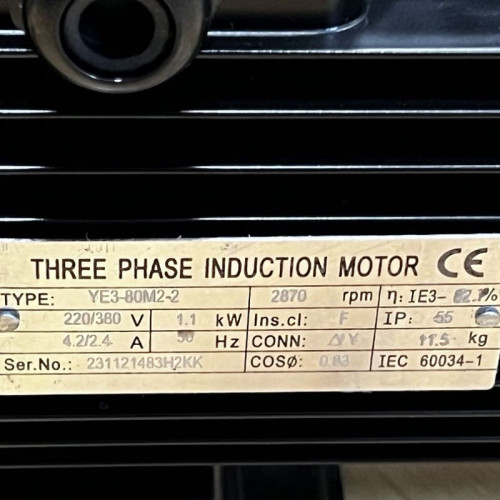 THREE PHASE INDUCTION MOTOR CE
TYPE: YE3-80M2-2 2870 rpm η: IE3- 82.7%
220/380 V 1.1 kW Ins.cl: F IP: 55
4.2/2.4 A 50 Hz CONN: Δ/Y 11.5 kg
Ser.No.: 231121483H2KK COSØ: 0.83 IEC 60034-1